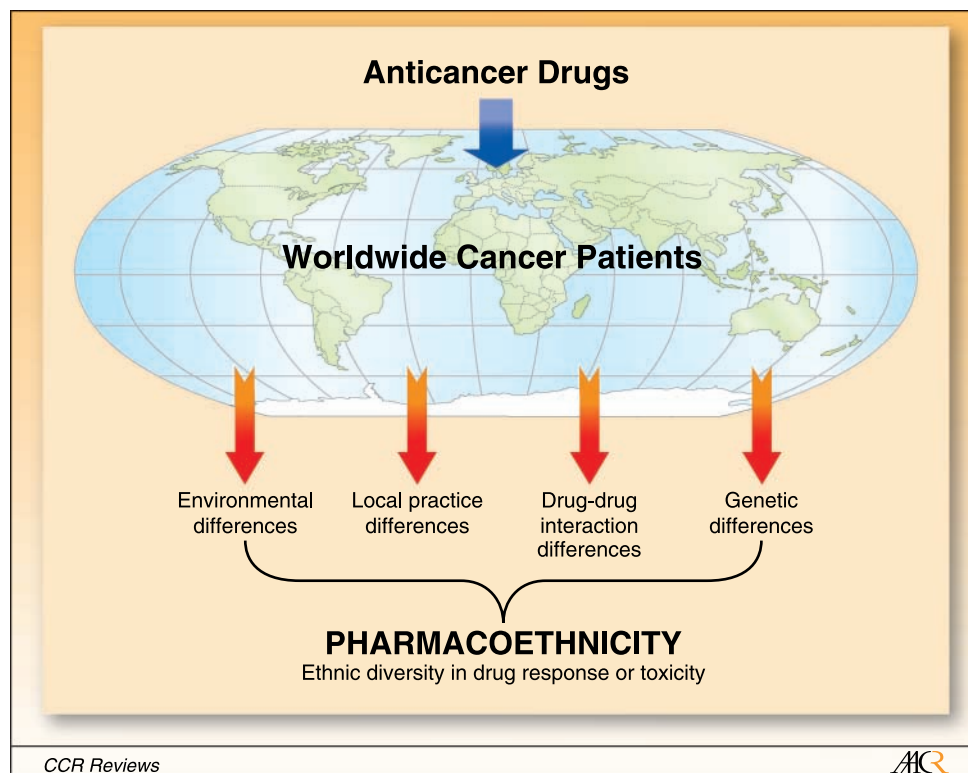 Anticancer Drugs
Worldwide Cancer Patients
Environmental
differences
Local practice
differences
Drug-drug
interaction
differences
Genetic
differences
PHARMACOETHNICITY
Ethnic diversity in drug response or toxicity
CCR Reviews
AACR